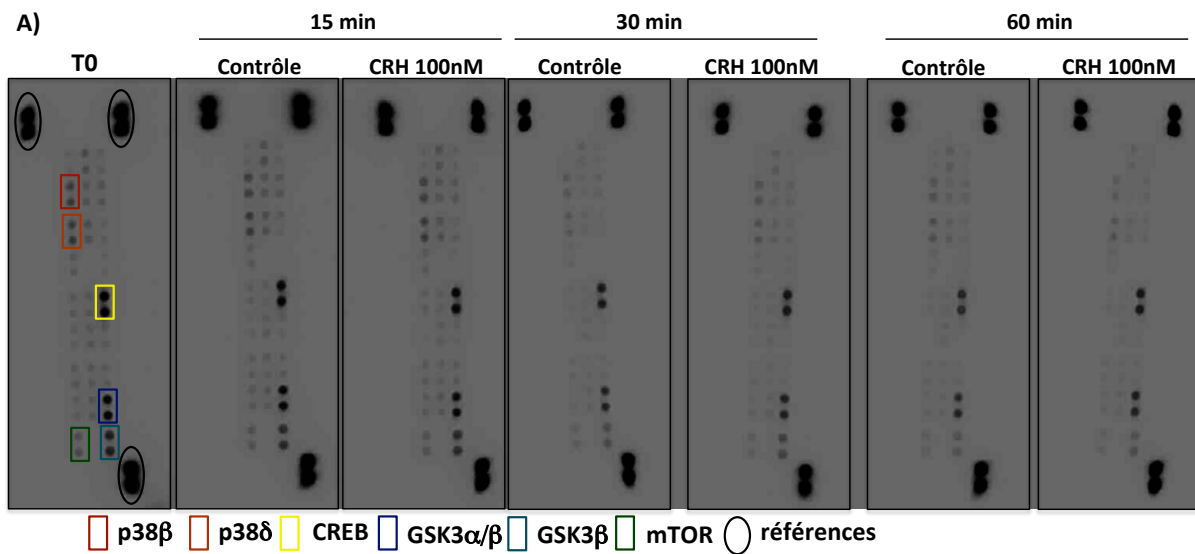 A)
15 min 30 min 60 min
T0 Contrôle CRH 100nM Contrôle CRH 100nM Contrôle CRH 100nM
p38β p38δ CREB GSK3α/β GSK3β mTOR références